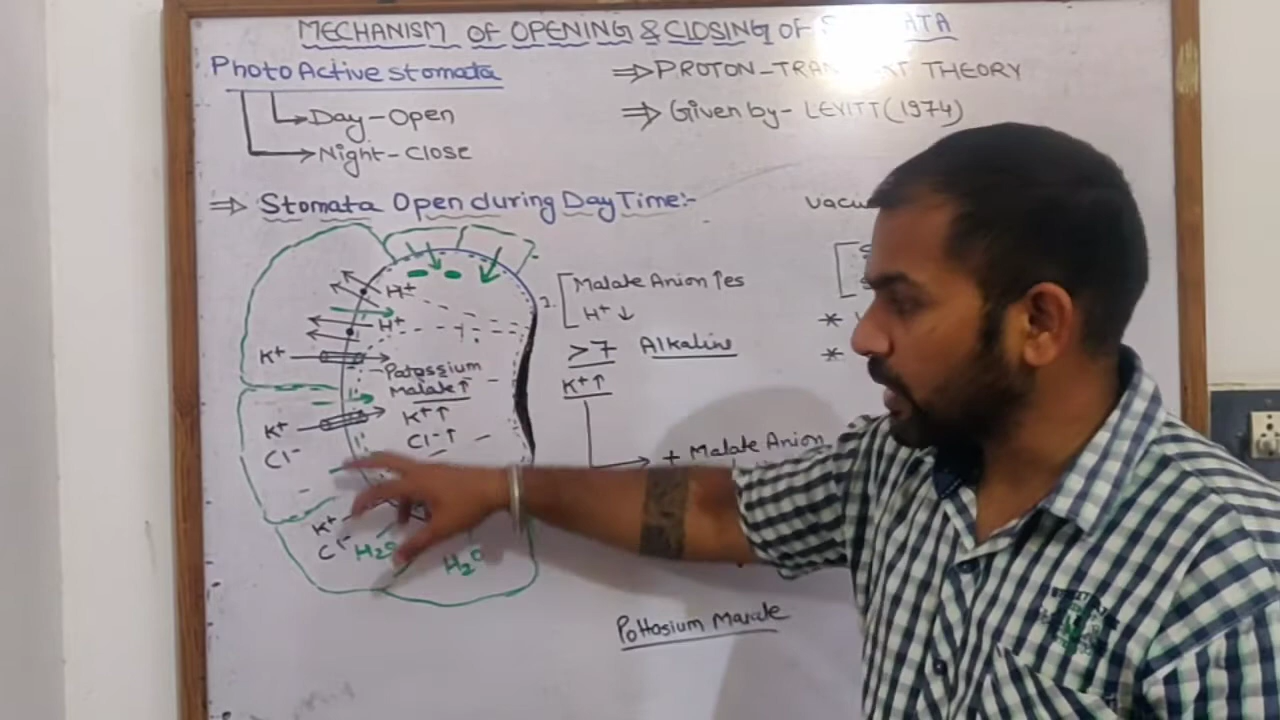 MECHANISM OF OPENING & CLOSING OF
Photo Active stomata
Day-Open
Night-Close
⇒ PROTON- THEORY
⇒ Given by- LEVITT (1974)
⇒ Stomata Open during Day Time:-
H+
H+
K+
Patossium
Malate↑
K+↑
Cl-↑
K+
Cl-
K+
Cl-
H2O
H2O
2. Malate Anion ↑es
H+ ↓
>7 Alkaline
K+↑
+ Malate Anion
Pottasium Malate
*
*